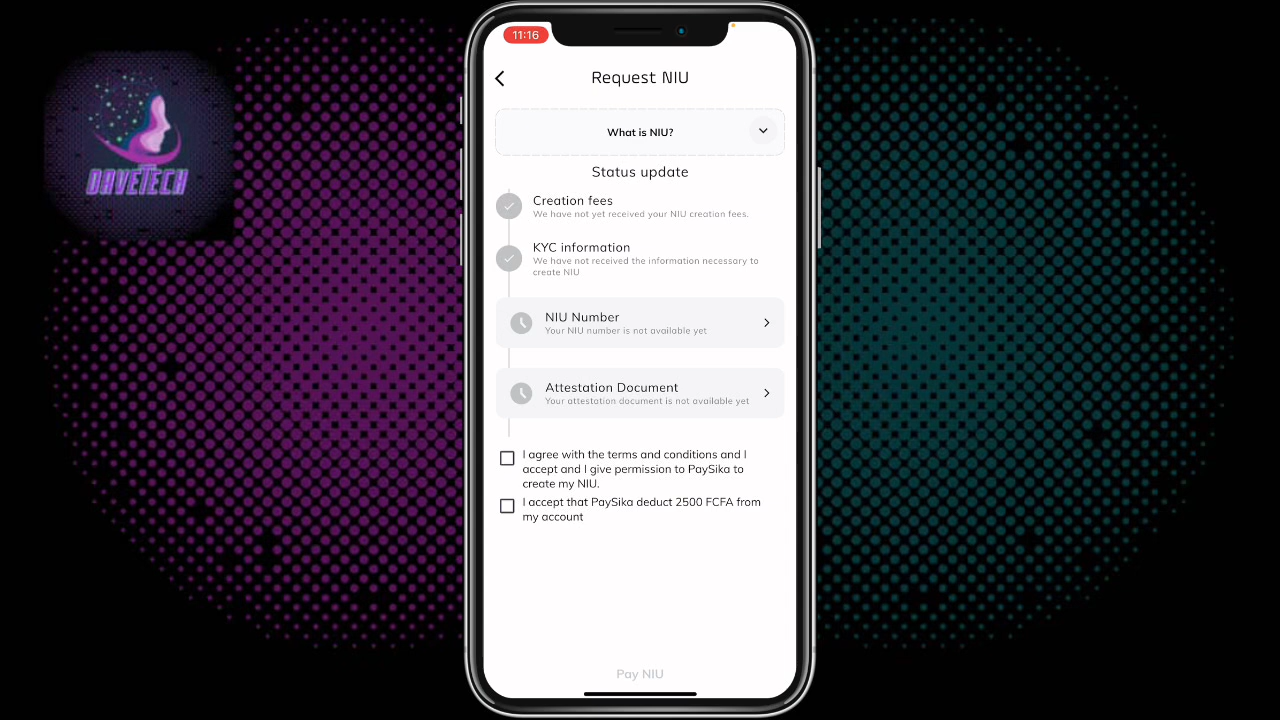 11:16
Request NIU
What is NIU?
DAVETECH
Status update
Creation fees
We have not yet received your NIU creation fees.
KYC information
We have not received the information necessary to
create NIU
NIU Number
Your NIU number is not available yet
Attestation Document
Your attestation document is not available yet
I agree with the terms and conditions and I
accept and I give permission to PaySika to
create my NIU.
I accept that PaySika deduct 2500 FCFA from
my account
Pay NIU